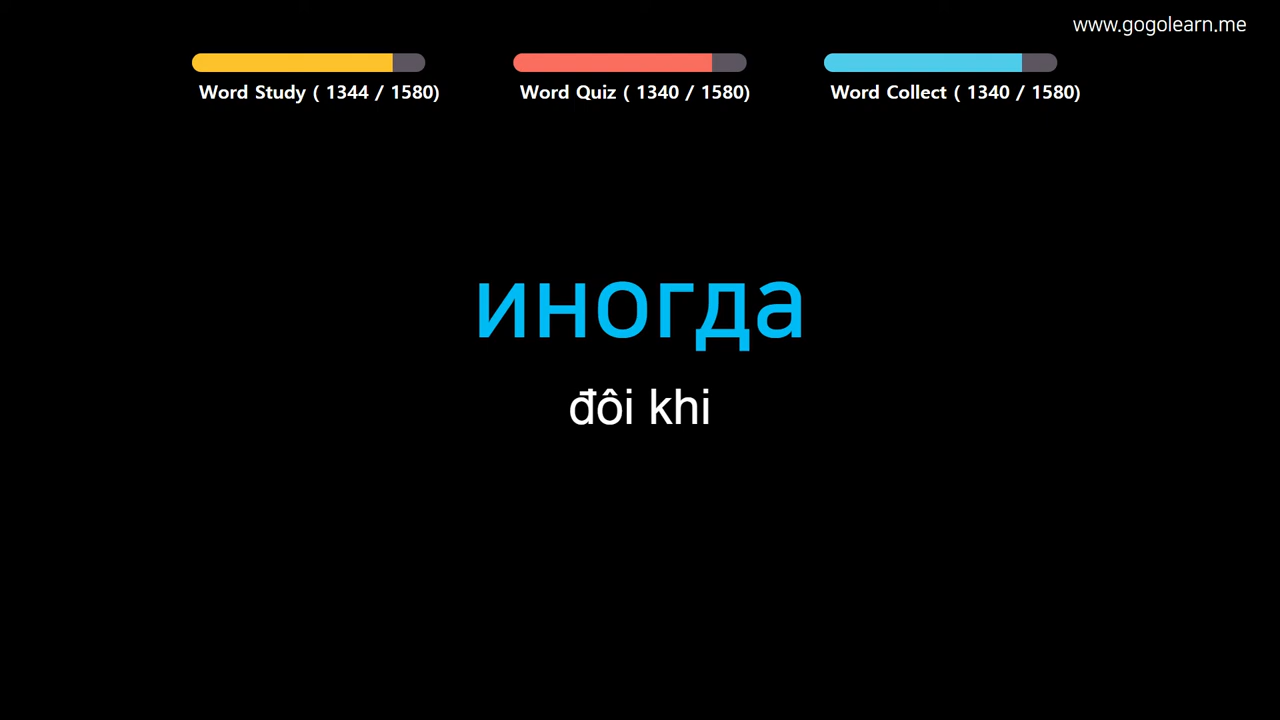 www.gogolearn.me
Word Study ( 1344 / 1580)
Word Quiz ( 1340 / 1580)
Word Collect ( 1340 / 1580)
иногда
đôi khi